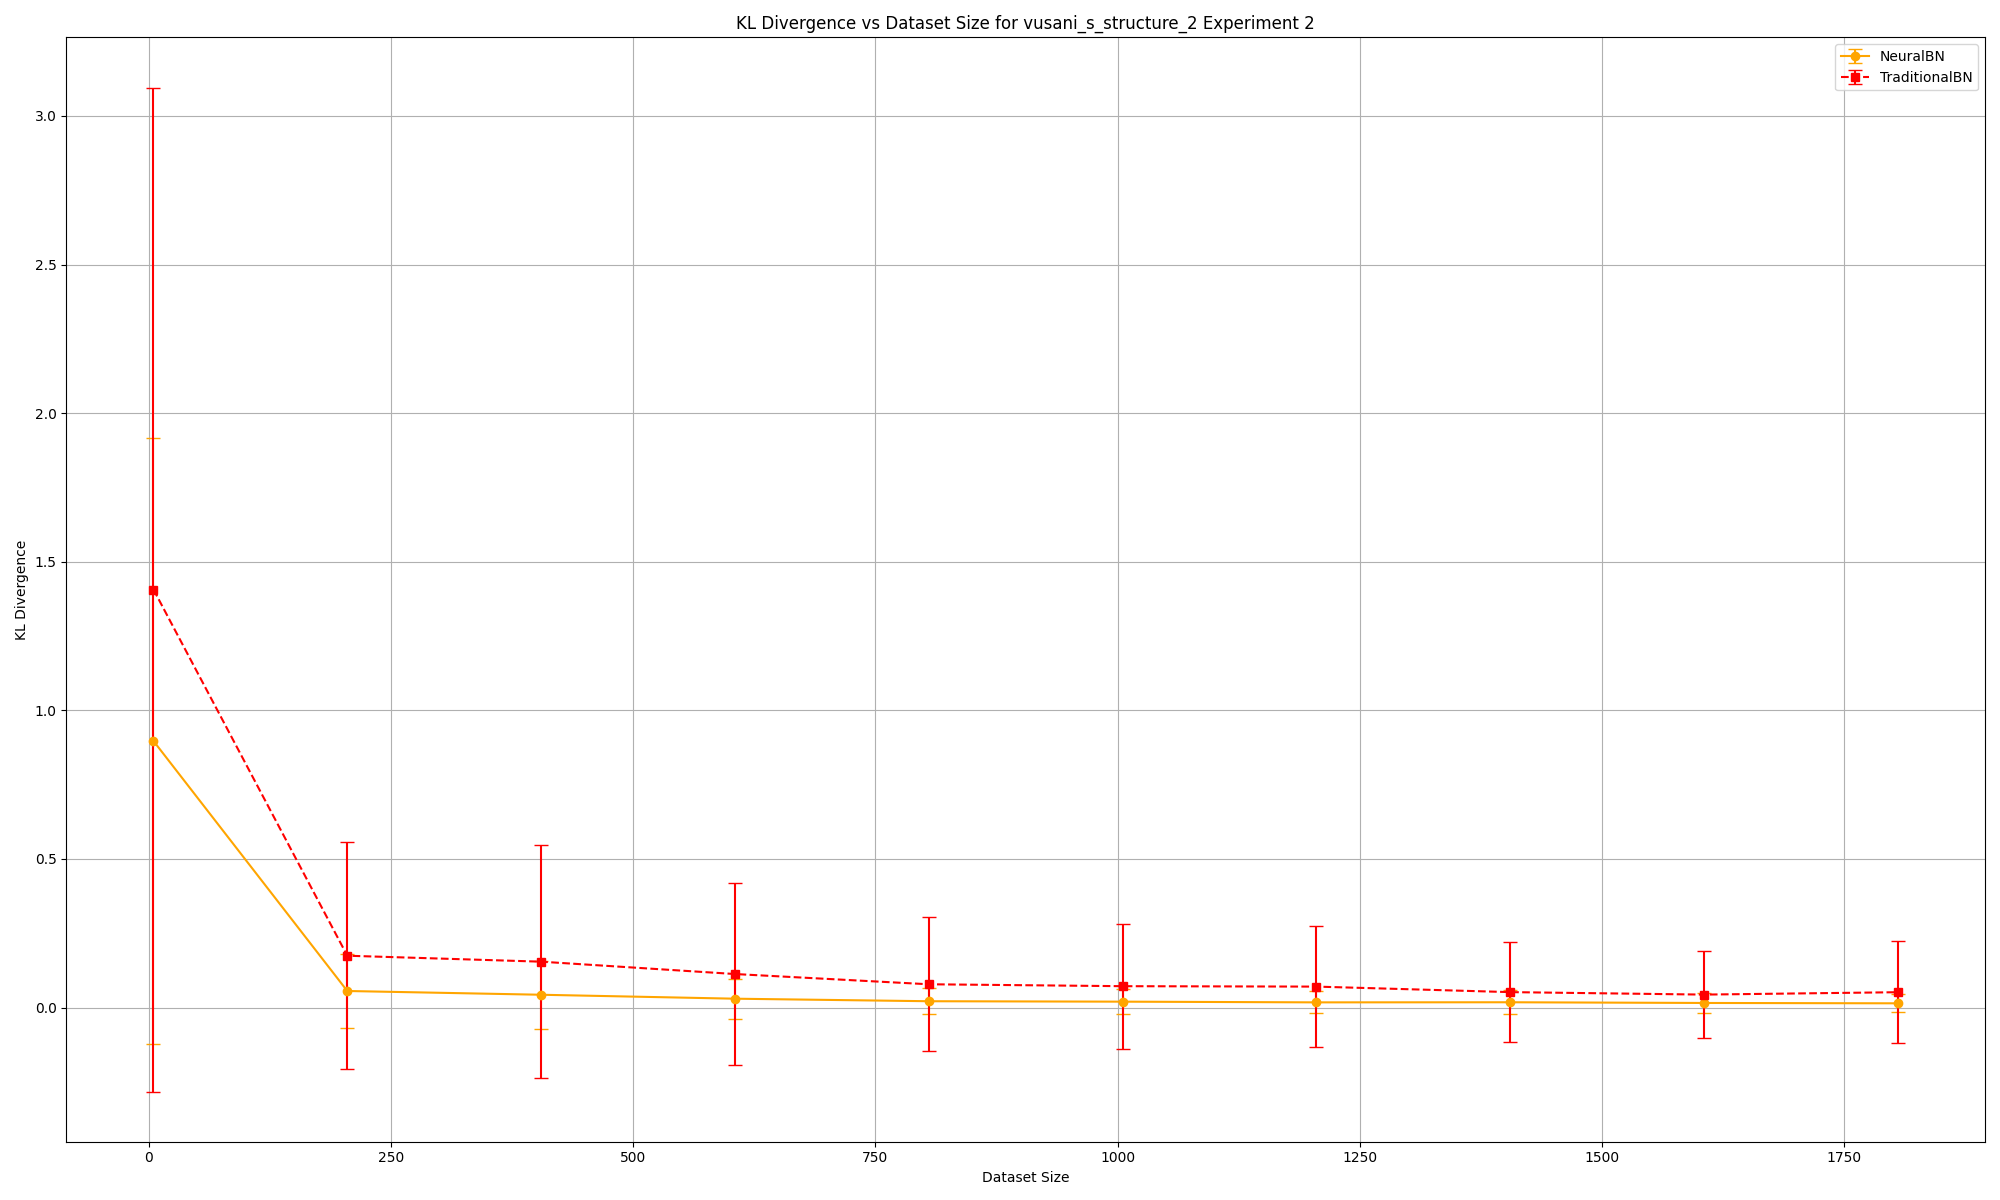 KL Divergence vs Dataset Size for vusani_s_structure_2 Experiment 2
NeuralBN
TraditionalBN
KL Divergence
3.0
2.5
2.0
1.5
1.0
0.5
0.0
0 250 500 750 1000 1250 1500 1750
Dataset Size